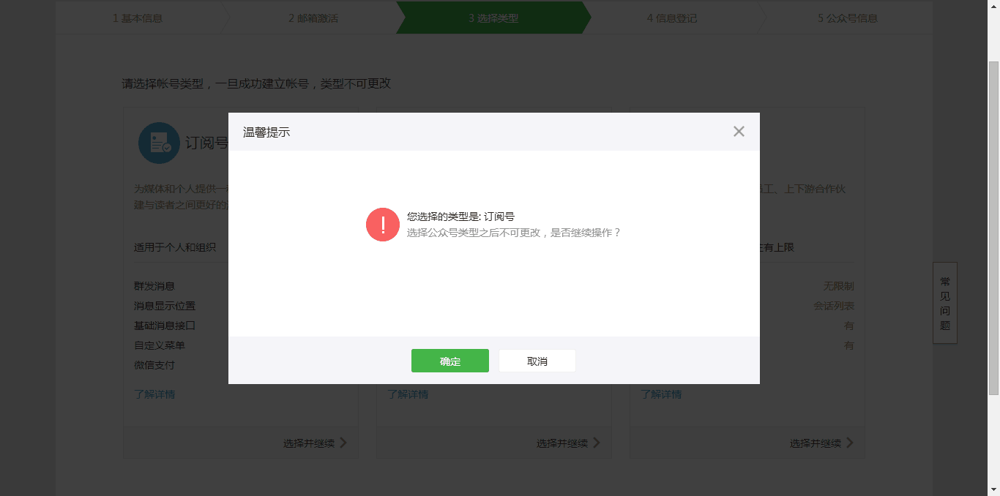 1 基本信息
2 邮箱激活
3 选择类型
4 信息登记
5 公众号信息
请选择帐号类型，一旦成功建立帐号，类型不可更改
订阅号
温馨提示
为媒体和个人提供一
建与读者之间更好的
工、上下游合作伙
您选择的类型是: 订阅号
选择公众号类型之后不可更改，是否继续操作？
适用于个人和组织
有上限
群发消息
无限制
消息显示位置
会话列表
基础消息接口
有
自定义菜单
有
微信支付
确定
取消
了解详情
了解详情
了解详情
选择并继续
选择并继续
选择并继续
常
见
问
题